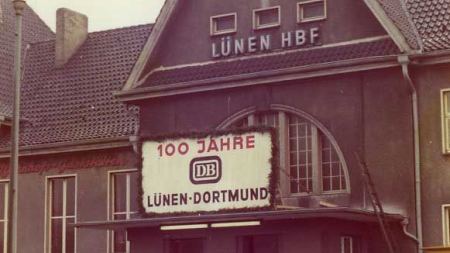 LÜNEN HBF
100 JAHRE
DB
LÜNEN-DORTMUND